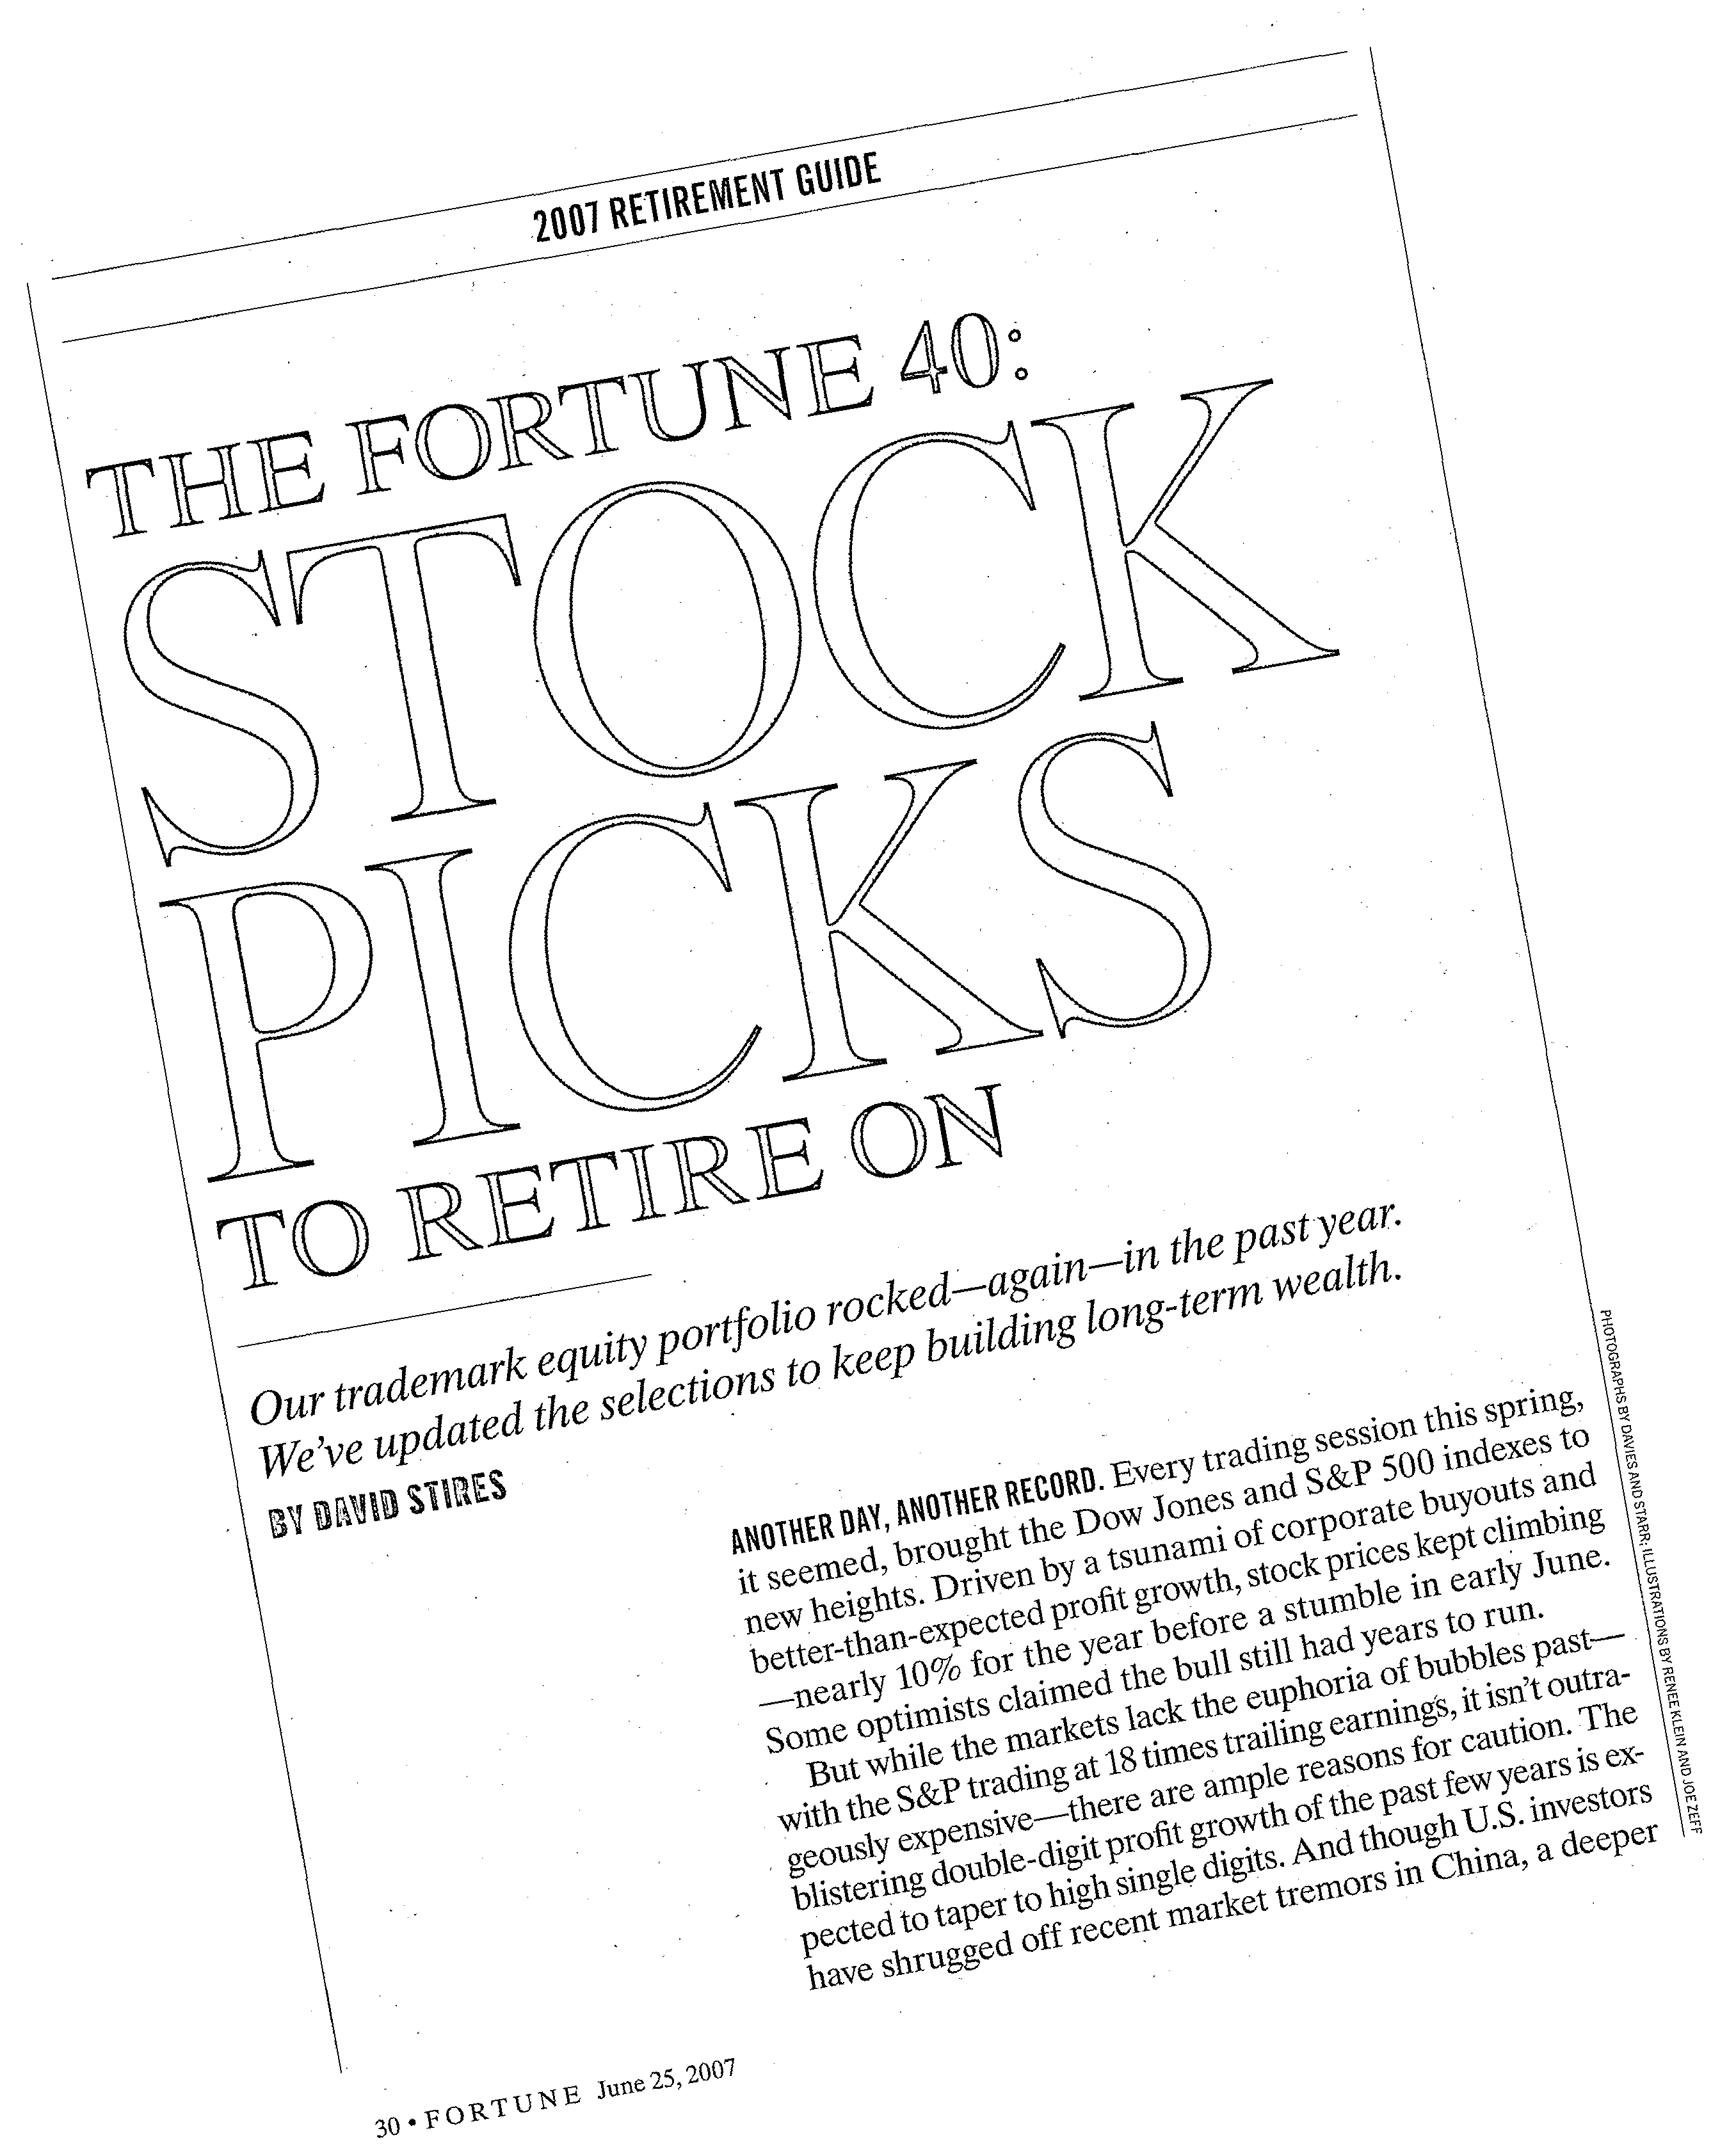 2007 RETIREMENT GUIDE
THE FORTUNE 40:
STOCK
PICKS
TO RETIRE ON
Our trademark equity portfolio rocked—again—in the past year.
We've updated the selections to keep building long-term wealth.
BY DAVID STIRES
ANOTHER DAY, ANOTHER RECORD. Every trading session this spring,
it seemed, brought the Dow Jones and S&P 500 indexes to
new heights. Driven by a tsunami of corporate buyouts and
better-than-expected profit growth, stock prices kept climbing
—nearly 10% for the year before a stumble in early June.
Some optimists claimed the bull still had years to run.
But while the markets lack the euphoria of bubbles past—
with the S&P trading at 18 times trailing earnings, it isn't outra-
geously expensive—there are ample reasons for caution. The
blistering double-digit profit growth of the past few years is ex-
pected to taper to high single digits. And though U.S. investors
have shrugged off recent market tremors in China, a deeper
PHOTOGRAPHS BY DAVIES AND STARR; ILLUSTRATIONS BY RENEE KLEIN AND JOE ZEFF
30 • FORTUNE June 25, 2007